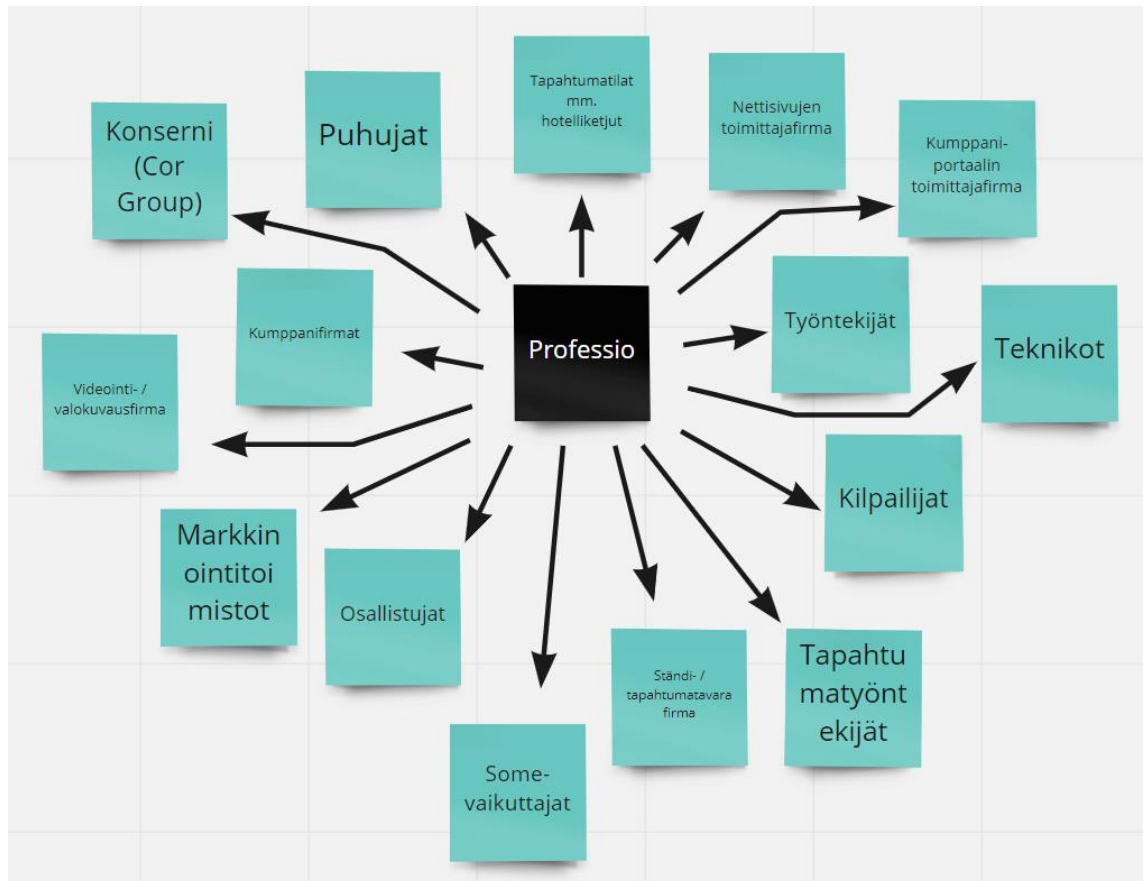 Konserni
(Cor
Group)
Puhujat
Tapahtumatilat
mm.
hotelliketjut
Nettisivujen
toimittajafirma
Kumppani-
portaalin
toimittajafirma
Kumppanifirmat
Professio
Työntekijät
Teknikot
Videointi- /
valokuvausfirma
Kilpailijat
Markkin
ointitoi
mistot
Osallistujat
Ständi- /
tapahtumatavara
firma
Tapahtu
matyönt
ekijät
Some-
vaikuttajat